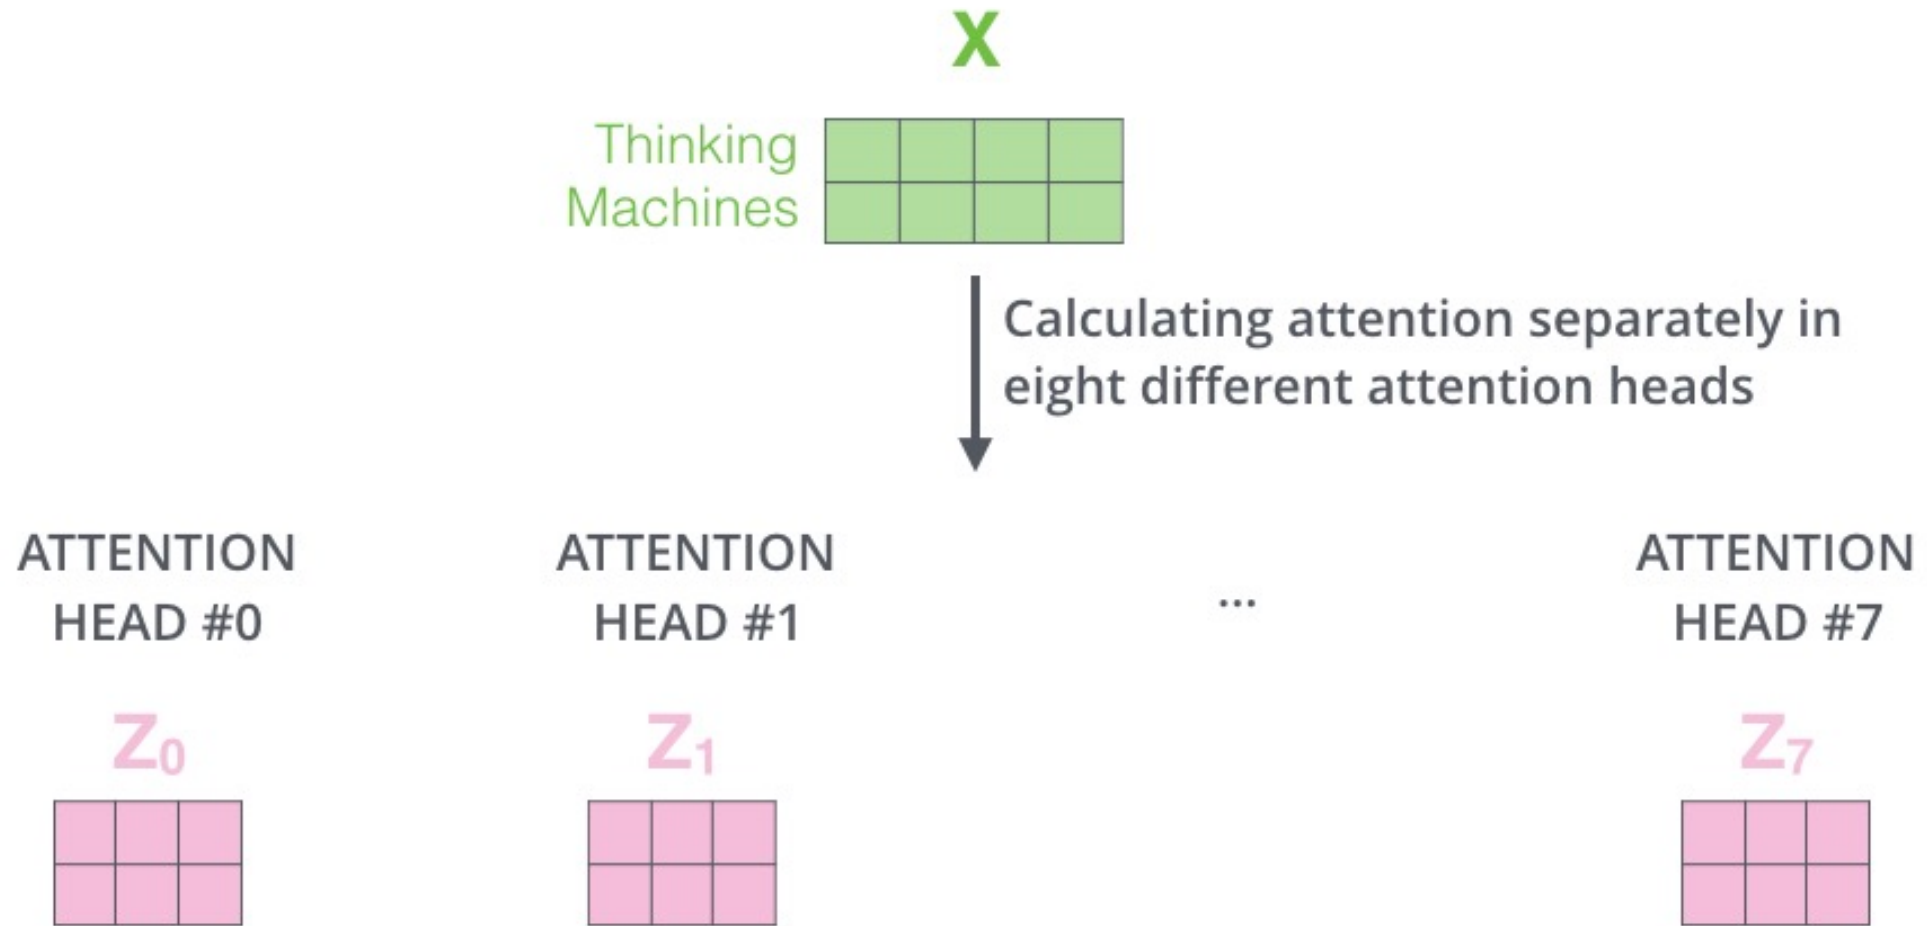 X
Thinking
Machines
Calculating attention separately in
eight different attention heads
ATTENTION
HEAD #0
ATTENTION
HEAD #1
...
ATTENTION
HEAD #7
Z0
Z1
Z7